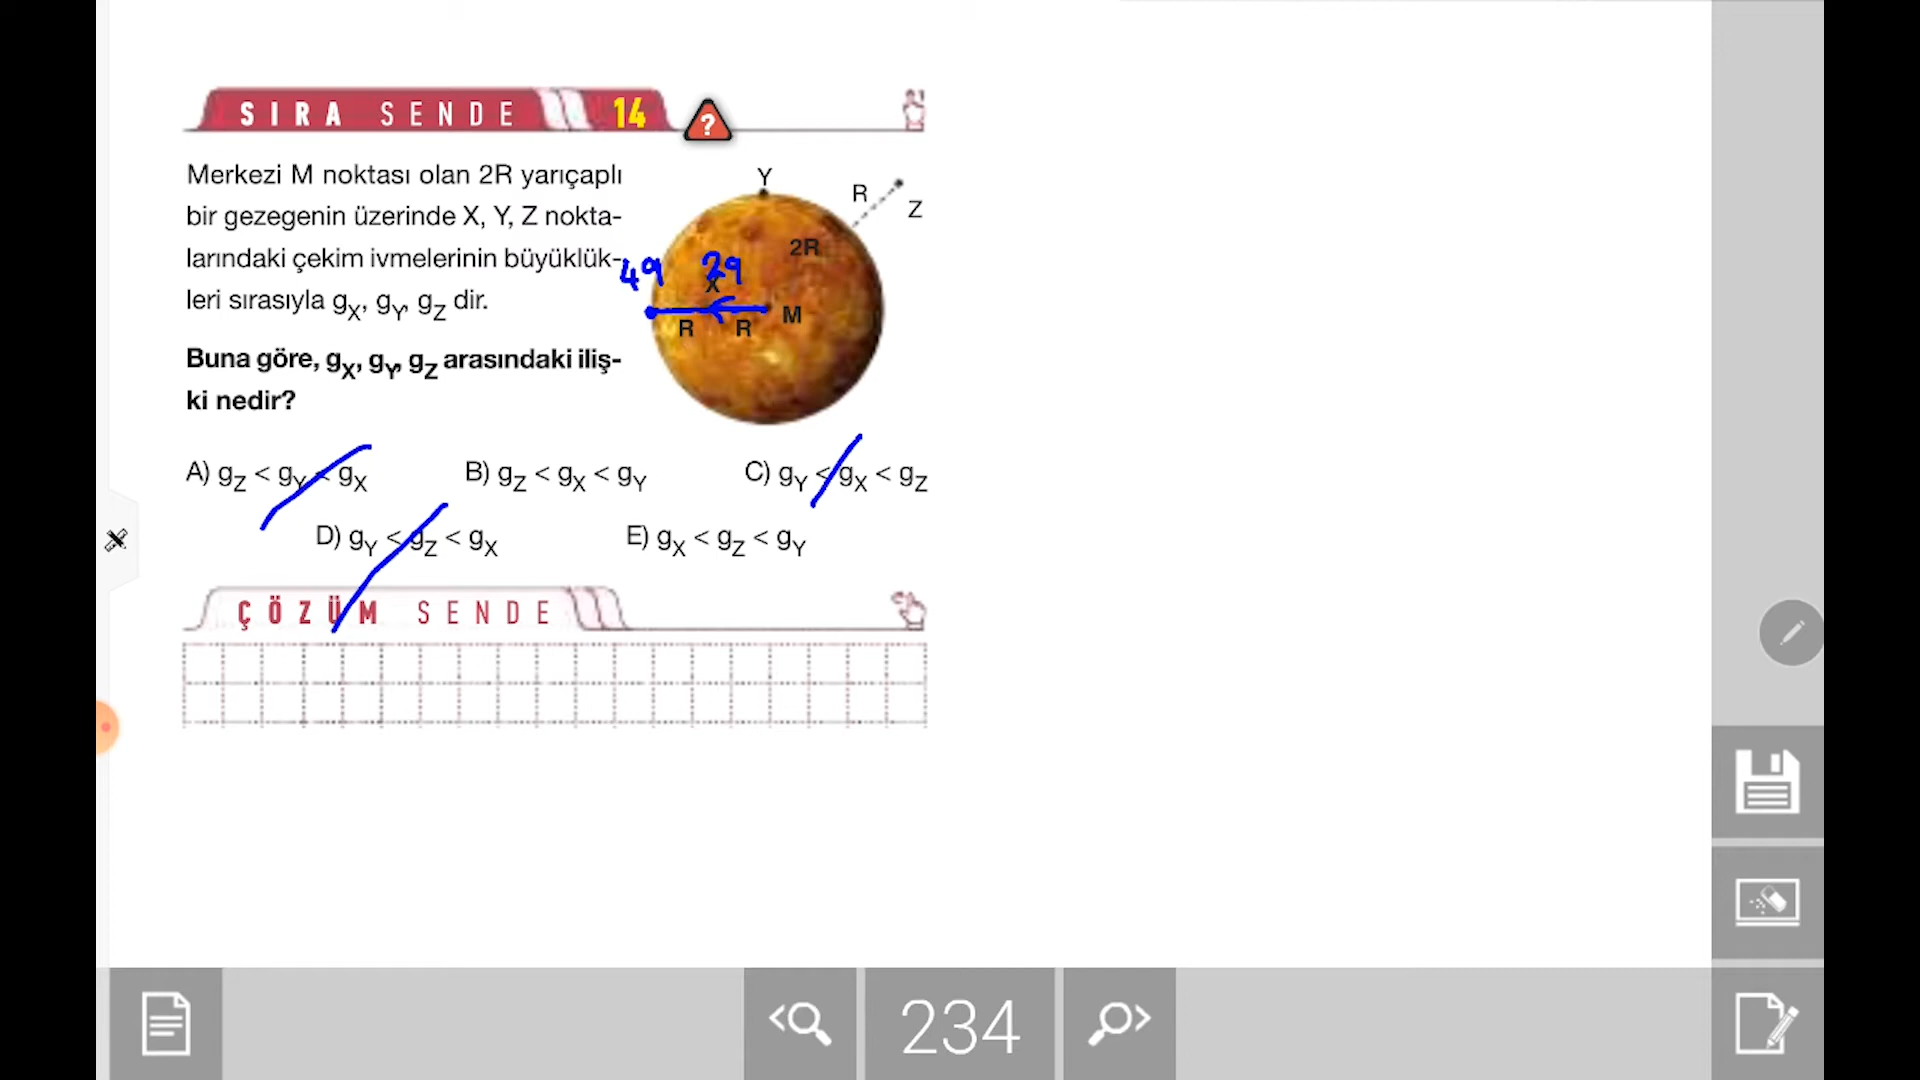 SIRA SENDE 14 ?
Merkezi M noktası olan 2R yarıçaplı
bir gezegenin üzerinde X, Y, Z nokta-
larındaki çekim ivmelerinin büyüklük-
leri sırasıyla gX, gY, gZ dir.
Buna göre, gX, gY, gZ arasındaki iliş-
ki nedir?
Y
R
Z
2R
4g 2g
X
M
R R
A) gZ < gY < gX B) gZ < gX < gY C) gY < gX < gZ
D) gY < gZ < gX E) gX < gZ < gY
ÇÖZÜM SENDE
234